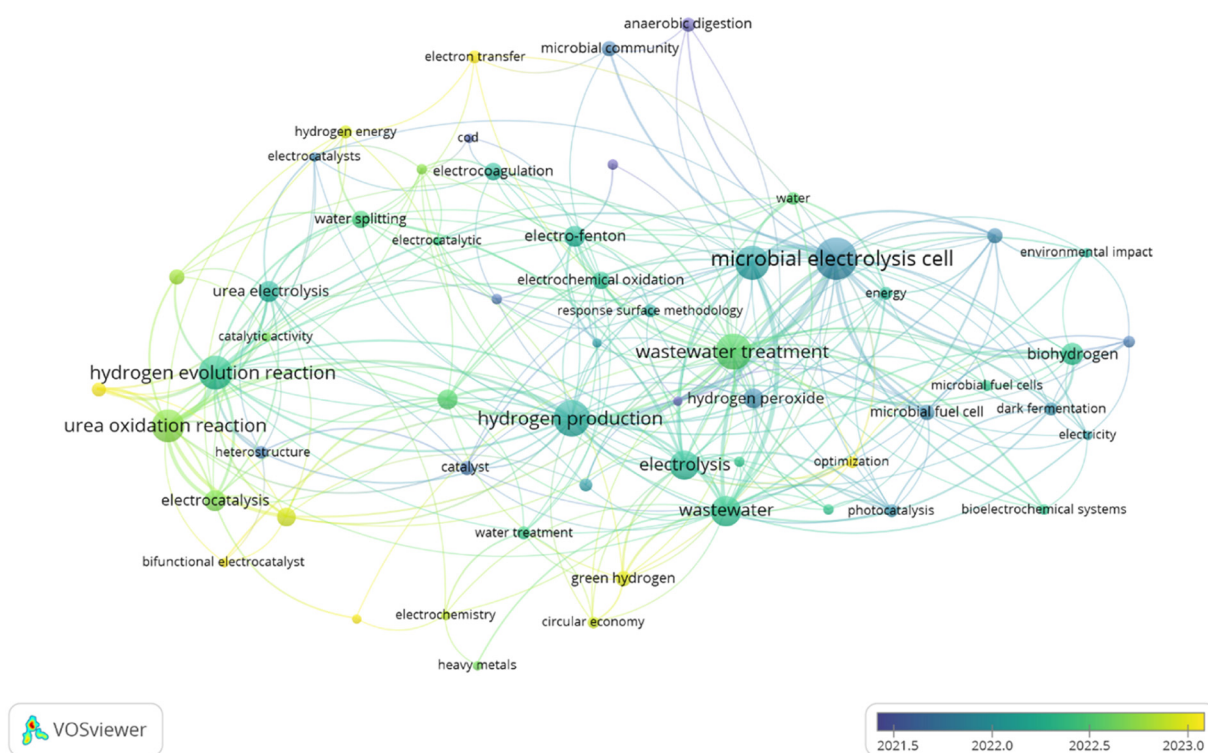 anaerobic digestion
microbial community
electron transfer
hydrogen energy
cod
electrocatalysts
electrocoagulation
water
water splitting
electro-fenton
electrocatalytic
microbial electrolysis cell
environmental impact
electrochemical oxidation
urea electrolysis
energy
response surface methodology
catalytic activity
wastewater treatment
biohydrogen
hydrogen evolution reaction
microbial fuel cells
hydrogen peroxide
dark fermentation
microbial fuel cell
hydrogen production
urea oxidation reaction
electricity
heterostructure
optimization
electrolysis
catalyst
electrocatalysis
wastewater
photocatalysis
bioelectrochemical systems
water treatment
bifunctional electrocatalyst
green hydrogen
electrochemistry
circular economy
heavy metals
VOSviewer
2021.5 2022.0 2022.5 2023.0